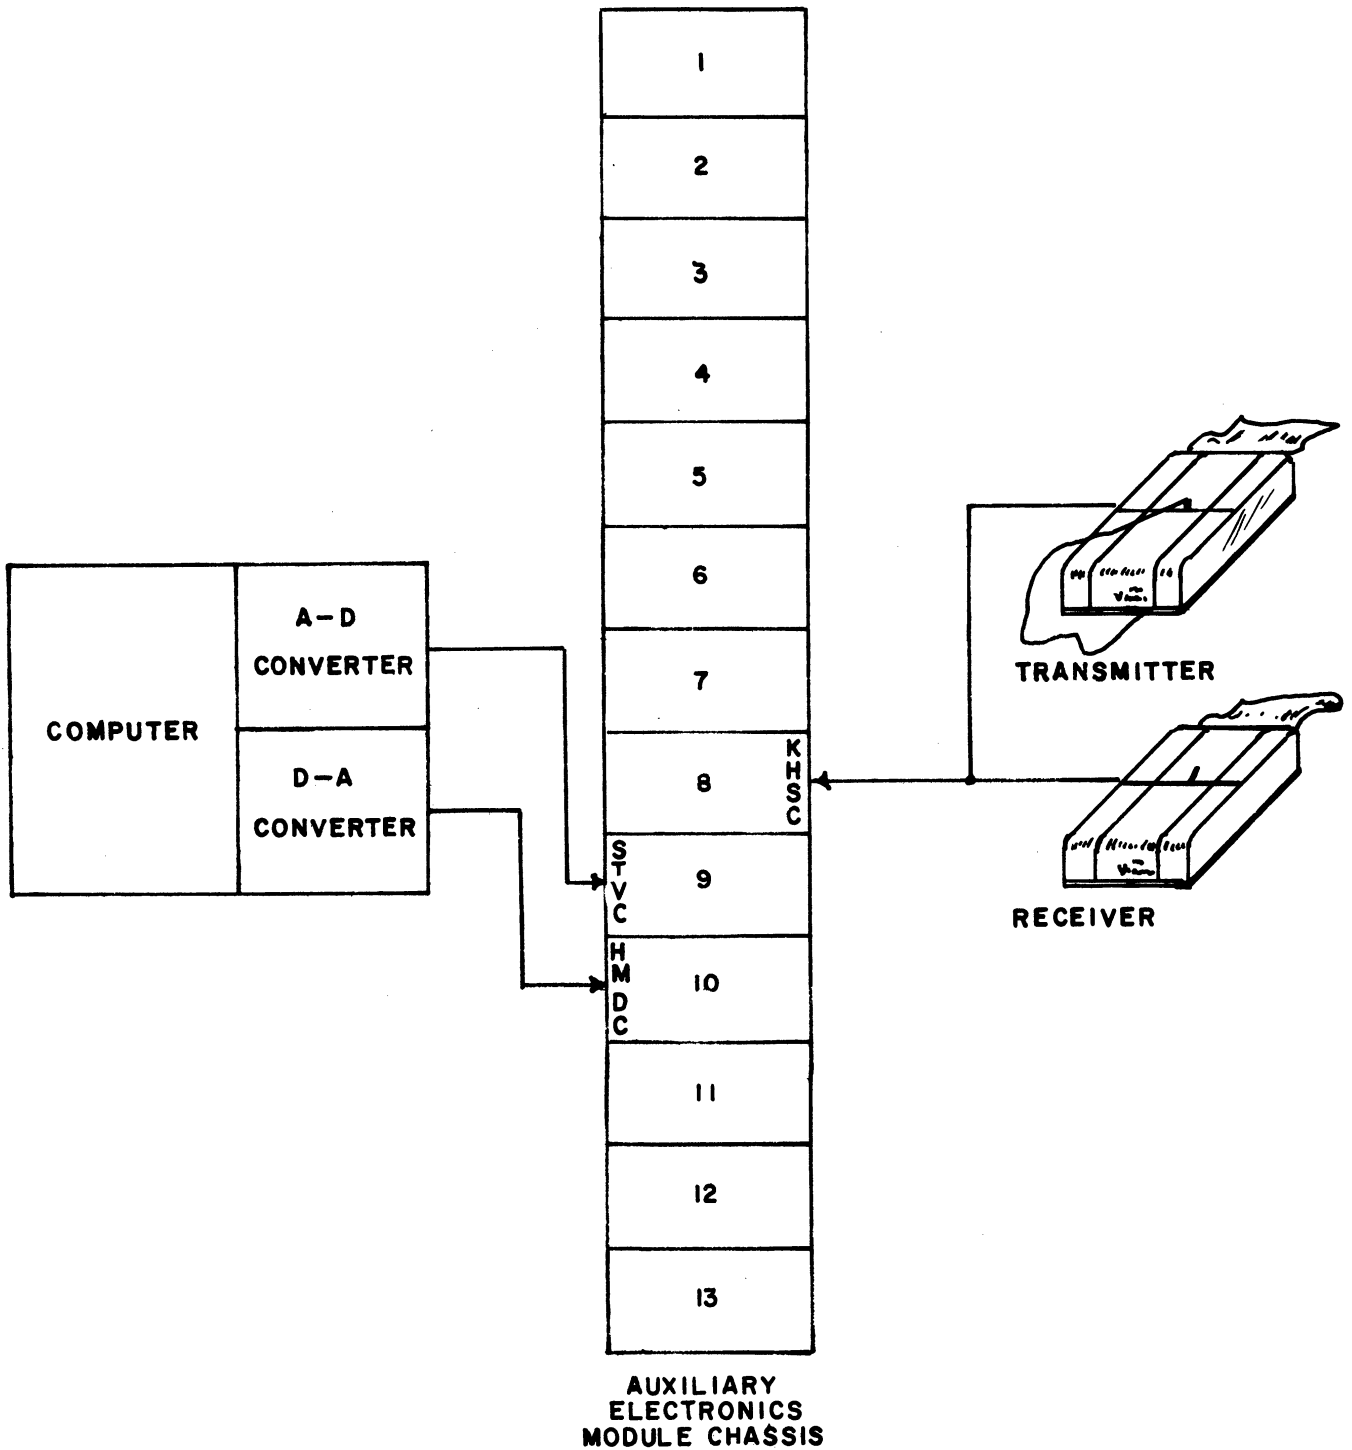 1
2
3
4
5
6
7
8
K
H
S
C
9
S
T
V
C
10
H
M
D
C
11
12
13
AUXILIARY
ELECTRONICS
MODULE CHASSIS
COMPUTER
A-D
CONVERTER
D-A
CONVERTER
TRANSMITTER
RECEIVER